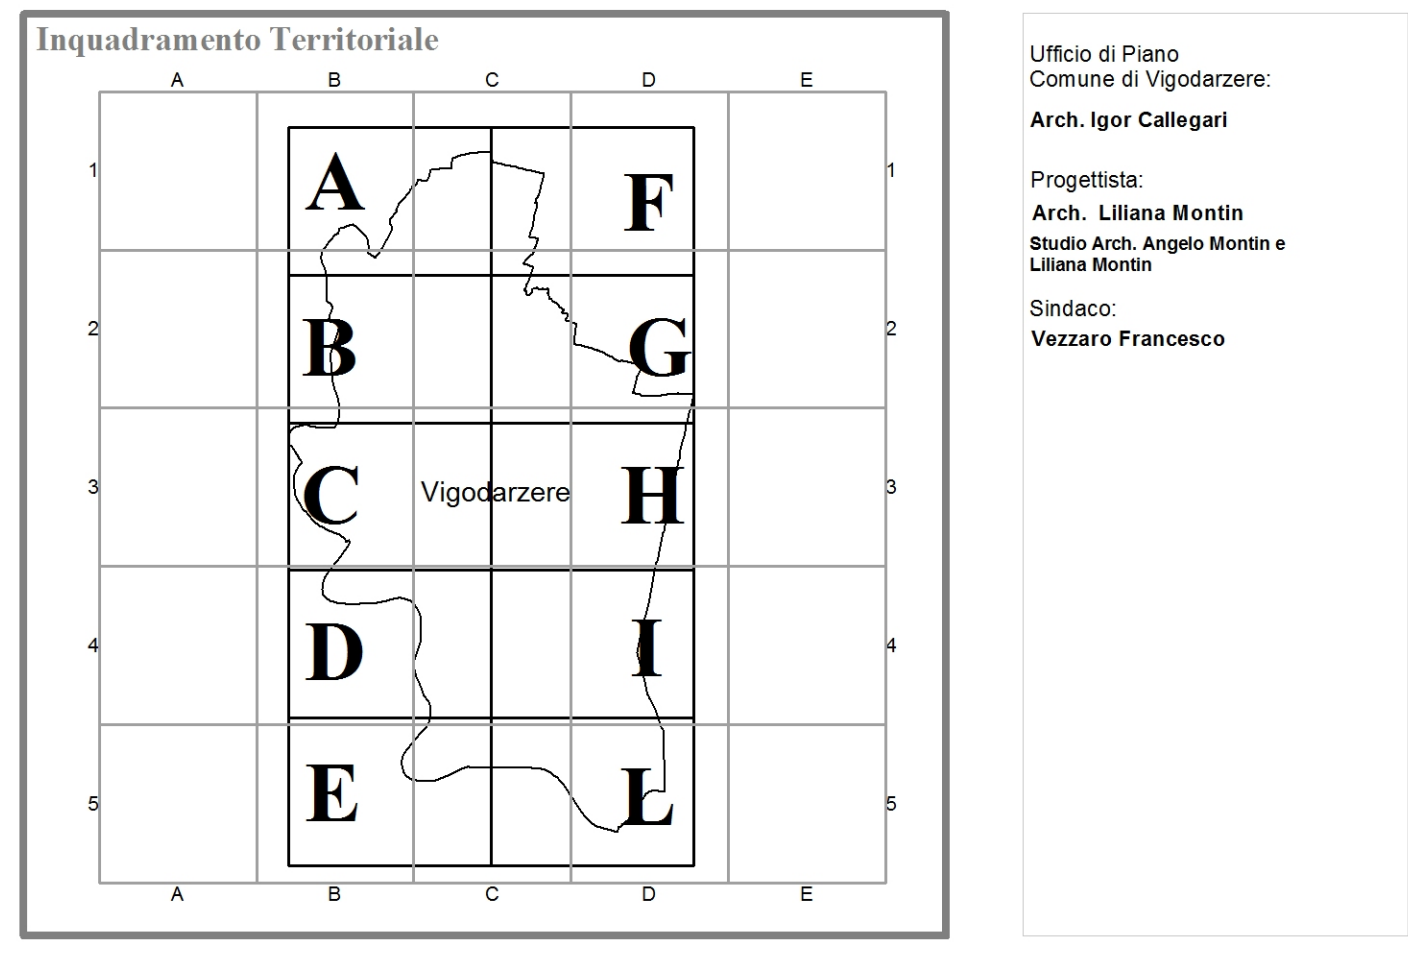 Inquadramento Territoriale
A B C D E
1 A F 1
2 B G 2
3 C Vigodarzere H 3
4 D I 4
5 E L 5
A B C D E
Ufficio di Piano
Comune di Vigodarzere:
Arch. Igor Callegari
Progettista:
Arch. Liliana Montin
Studio Arch. Angelo Montin e
Liliana Montin
Sindaco:
Vezzaro Francesco